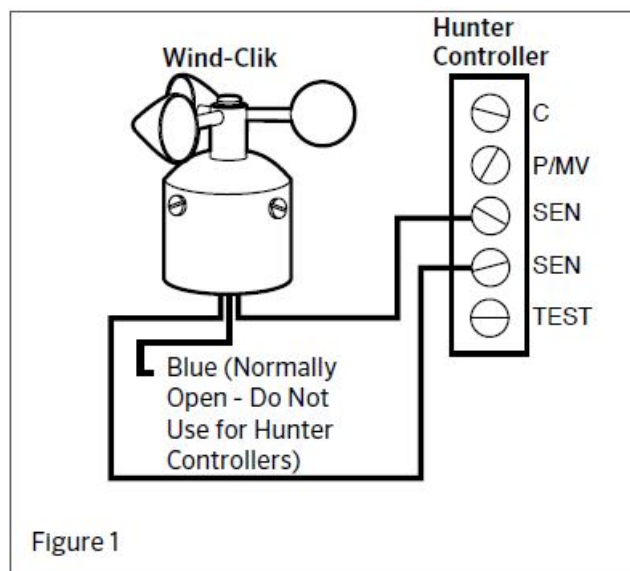 Wind-Clik
Hunter
Controller
C
P/MV
SEN
SEN
TEST
Blue (Normally
Open - Do Not
Use for Hunter
Controllers)
Figure 1